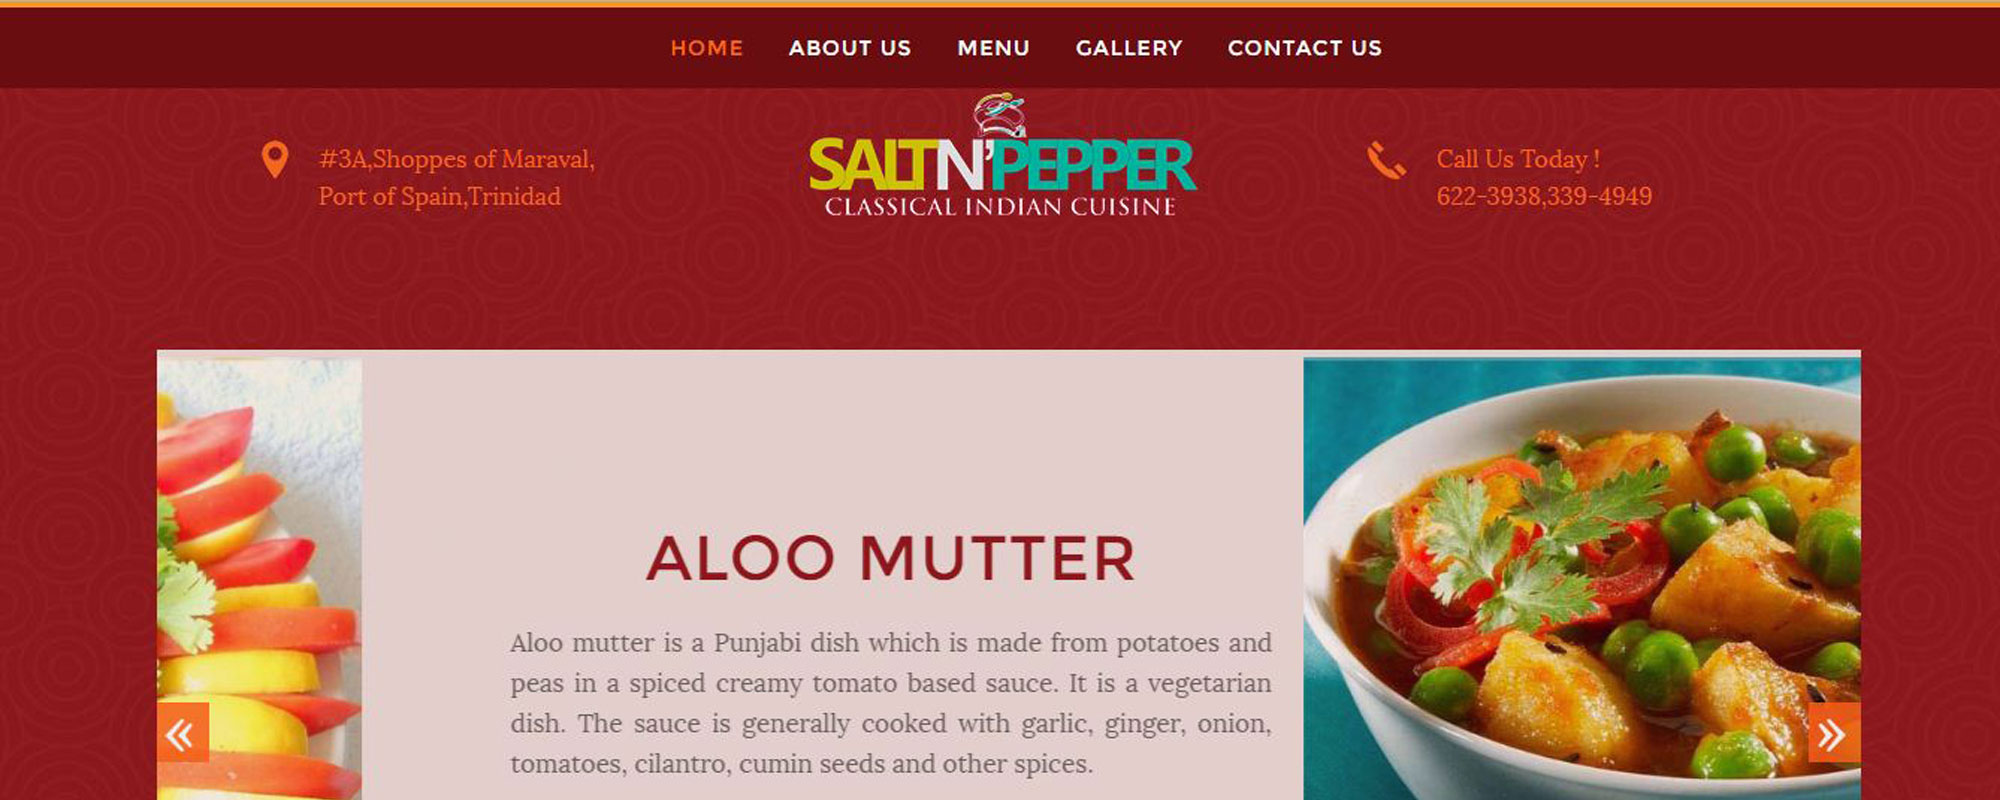 HOME ABOUT US MENU GALLERY CONTACT US
#3A,Shoppes of Maraval,
Port of Spain,Trinidad
SALTN'PEPPER
CLASSICAL INDIAN CUISINE
Call Us Today !
622-3938,339-4949
ALOO MUTTER
Aloo mutter is a Punjabi dish which is made from potatoes and
peas in a spiced creamy tomato based sauce. It is a vegetarian
dish. The sauce is generally cooked with garlic, ginger, onion,
tomatoes, cilantro, cumin seeds and other spices.